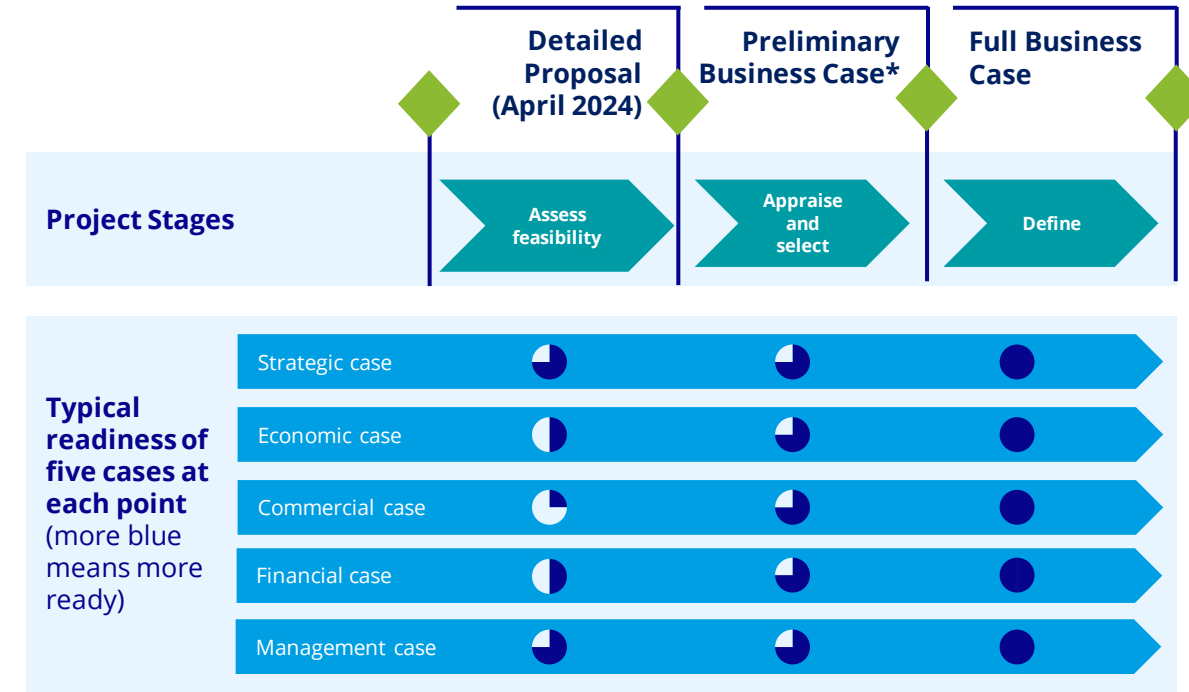 Detailed
Proposal
(April 2024)
Preliminary
Business Case*
Full Business
Case
Project Stages
Assess
feasibility
Appraise
and
select
Define
Typical
readiness of
five cases at
each point
(more blue
means more
ready)
Strategic case
Economic case
Commercial case
Financial case
Management case